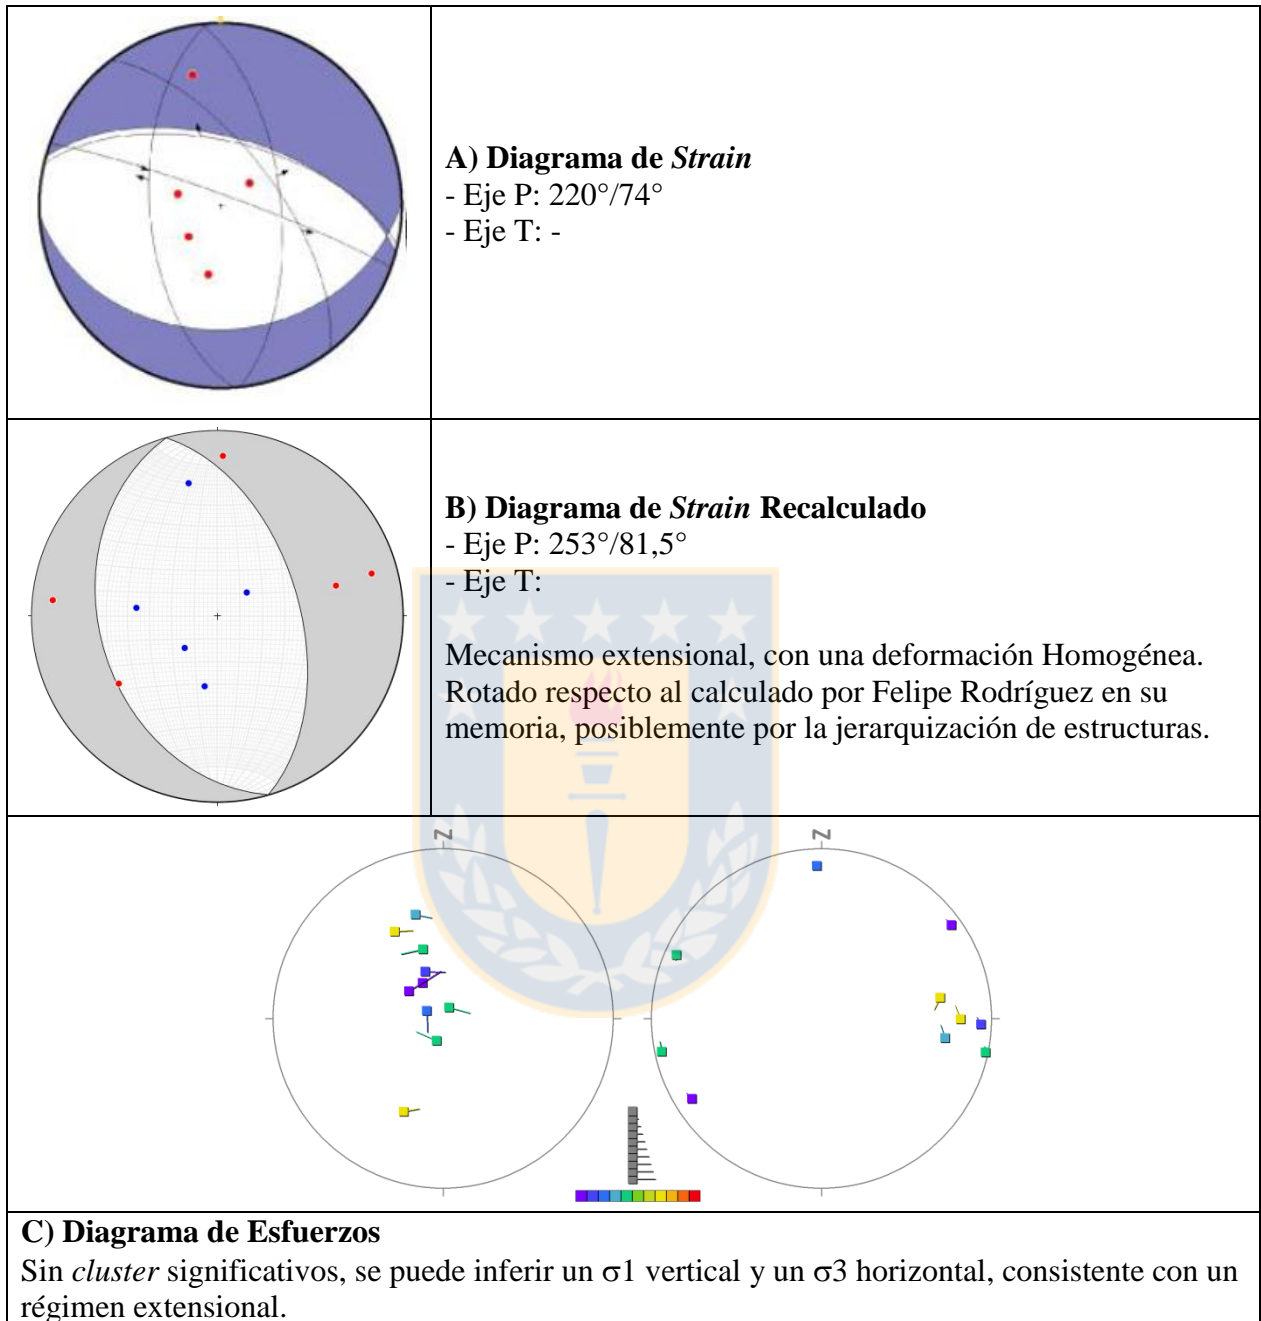 A) Diagrama de Strain
- Eje P: 220°/74°
- Eje T: -
B) Diagrama de Strain Recalculado
- Eje P: 253°/81,5°
- Eje T:
Mecanismo extensional, con una deformación Homogénea.
Rotado respecto al calculado por Felipe Rodríguez en su
memoria, posiblemente por la jerarquización de estructuras.
N
N
C) Diagrama de Esfuerzos
Sin cluster significativos, se puede inferir un σ1 vertical y un σ3 horizontal, consistente con un
régimen extensional.